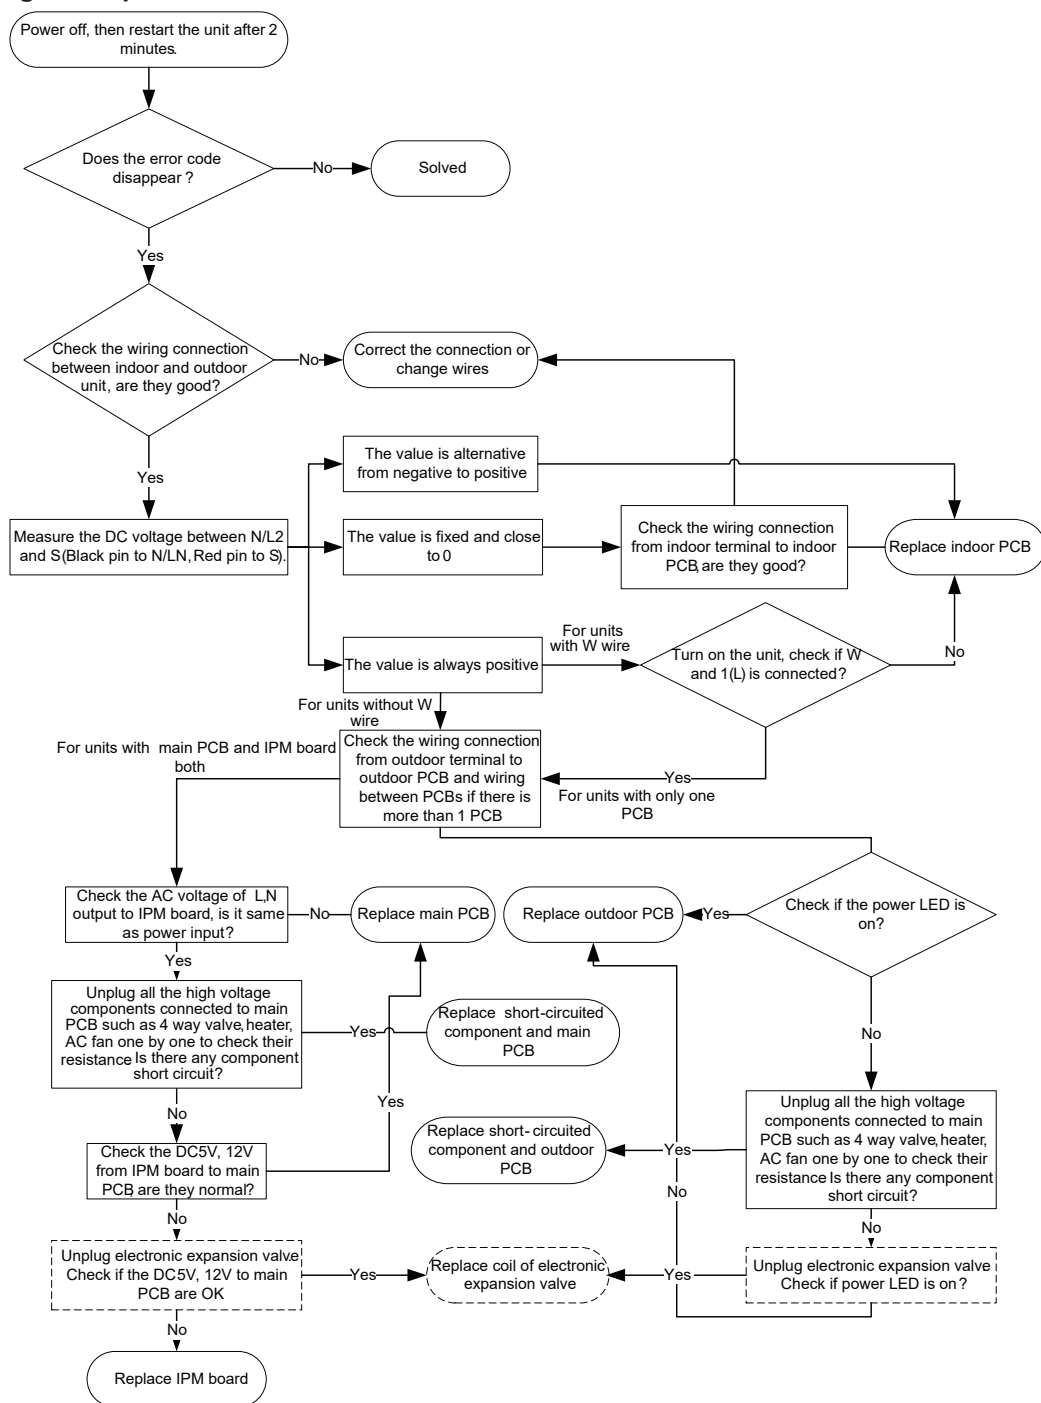 Power off, then restart the unit after 2
minutes.
Does the error code
disappear ?
No
Solved
Yes
Check the wiring connection
between indoor and outdoor
unit, are they good?
No
Correct the connection or
change wires
Yes
The value is alternative
from negative to positive
Measure the DC voltage between N/L2
and S(Black pin to N/LN, Red pin to S).
The value is fixed and close
to 0
Check the wiring connection
from indoor terminal to indoor
PCB, are they good?
Replace indoor PCB
The value is always positive
For units
with W wire
Turn on the unit, check if W
and 1(L) is connected?
No
For units without W
wire
For units with main PCB and IPM board
both
Check the wiring connection
from outdoor terminal to
outdoor PCB and wiring
between PCBs if there is
more than 1 PCB
Yes
For units with only one
PCB
Check the AC voltage of L,N
output to IPM board, is it same
as power input?
No
Replace main PCB
Replace outdoor PCB
Yes
Check if the power LED is
on?
Yes
Unplug all the high voltage
components connected to main
PCB such as 4 way valve, heater,
AC fan one by one to check their
resistance Is there any component
short circuit?
Yes
Replace short-circuited
component and main
PCB
No
No
Yes
Check the DC5V, 12V
from IPM board to main
PCB, are they normal?
Replace short-circuited
component and outdoor
PCB
Yes
Unplug all the high voltage
components connected to main
PCB such as 4 way valve, heater,
AC fan one by one to check their
resistance Is there any component
short circuit?
No
No
No
Unplug electronic expansion valve
Check if the DC5V, 12V to main
PCB are OK
Yes
Replace coil of electronic
expansion valve
Yes
Unplug electronic expansion valve
Check if power LED is on ?
No
Replace IPM board